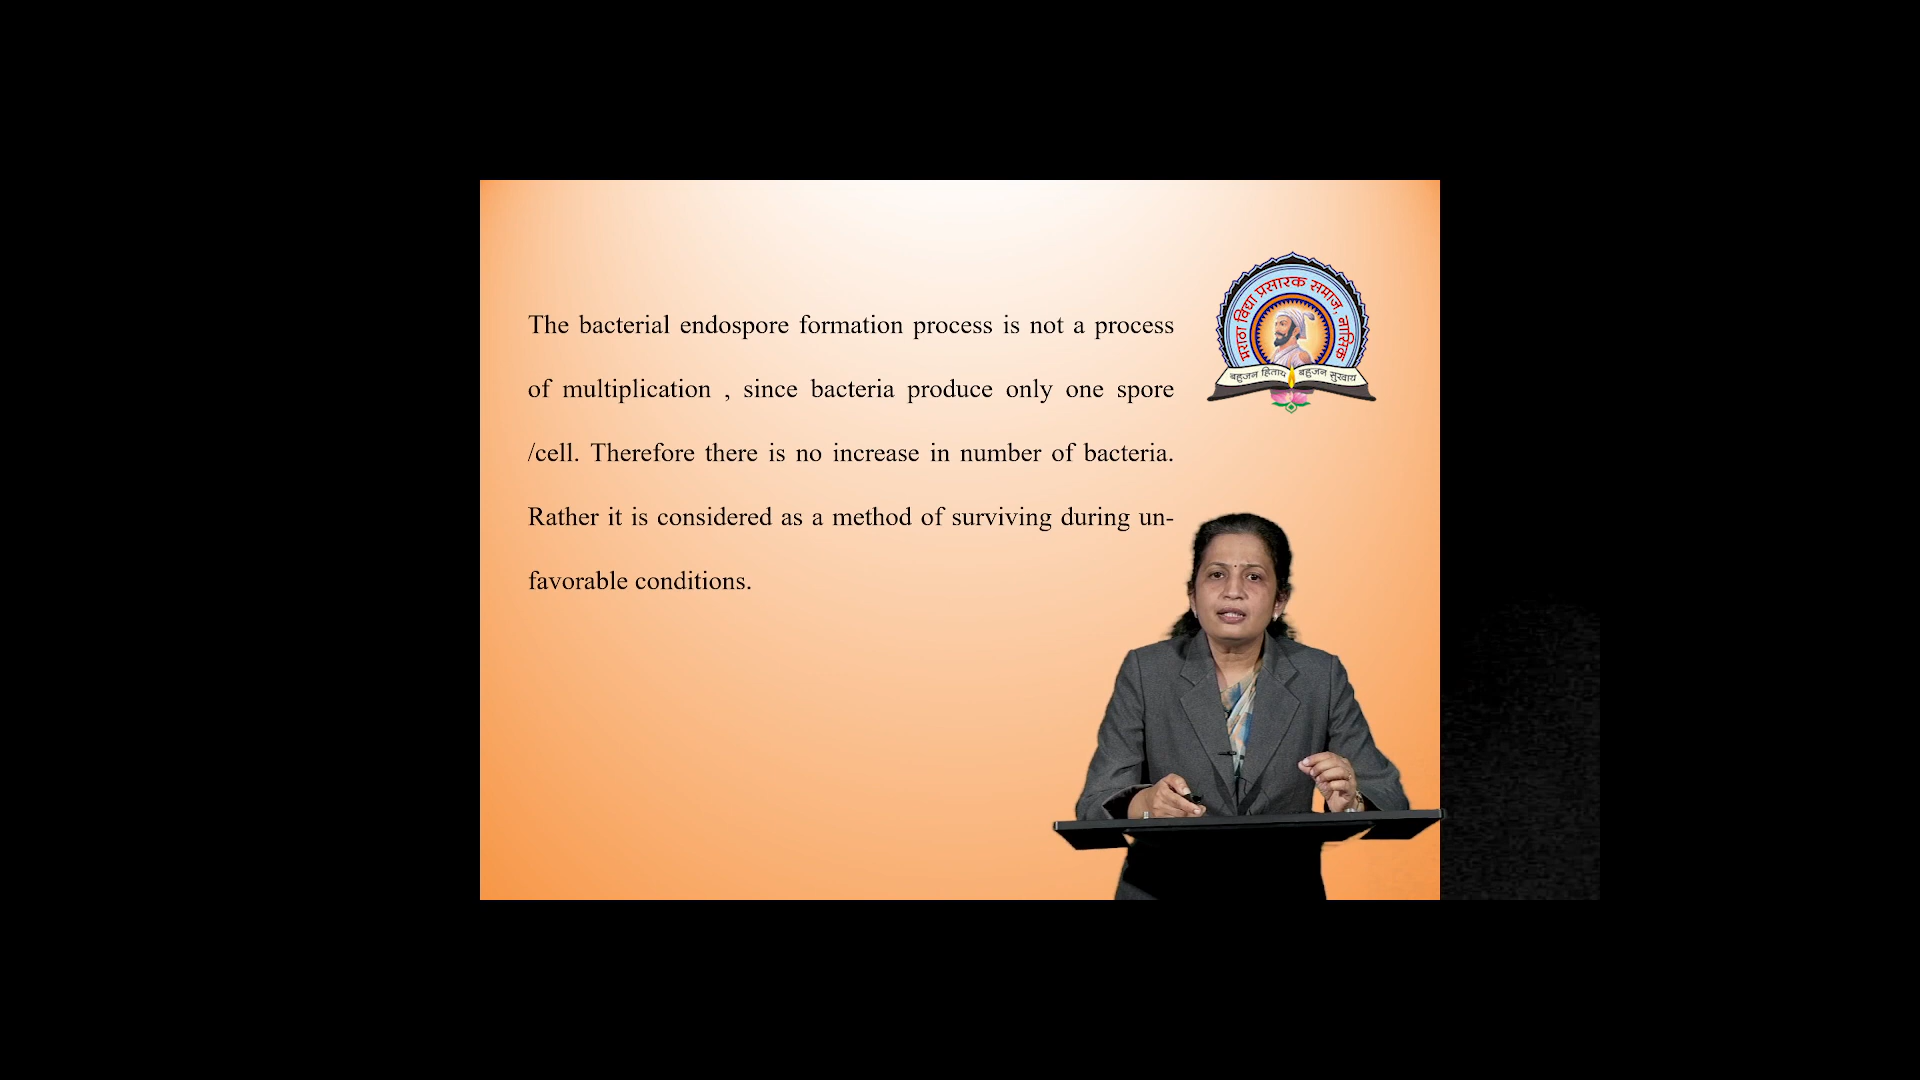 The bacterial endospore formation process is not a process
of multiplication , since bacteria produce only one spore
/cell. Therefore there is no increase in number of bacteria.
Rather it is considered as a method of surviving during un-
favorable conditions.
मराठा विद्या प्रसारक समाज, नासिक
बहुजन हिताय बहुजन सुखाय